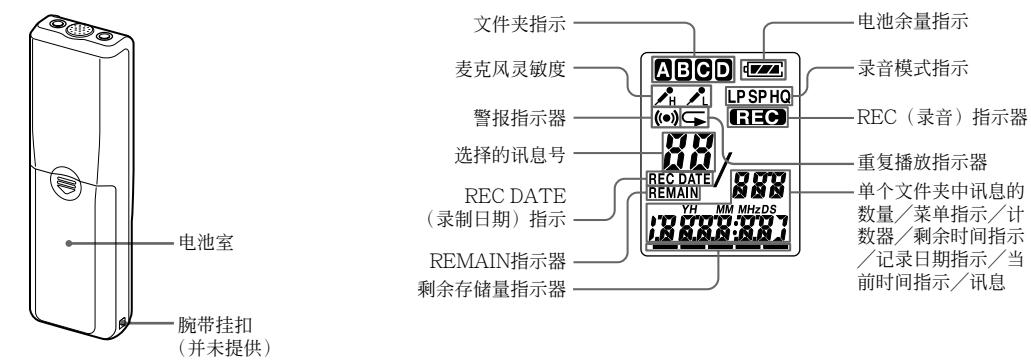 电池室
腕带挂扣
（并未提供）
文件夹指示
麦克风灵敏度
警报指示器
选择的讯息号
REC DATE
（录制日期）指示
REMAIN指示器
剩余存储量指示器
ABCD
H L
LP SP HQ
REC
REC DATE
REMAIN
YH MM MHz DS
电池余量指示
录音模式指示
REC（录音）指示器
重复播放指示器
单个文件夹中讯息的
数量／菜单指示／计
数器／剩余时间指示
／记录日期指示／当
前时间指示／讯息